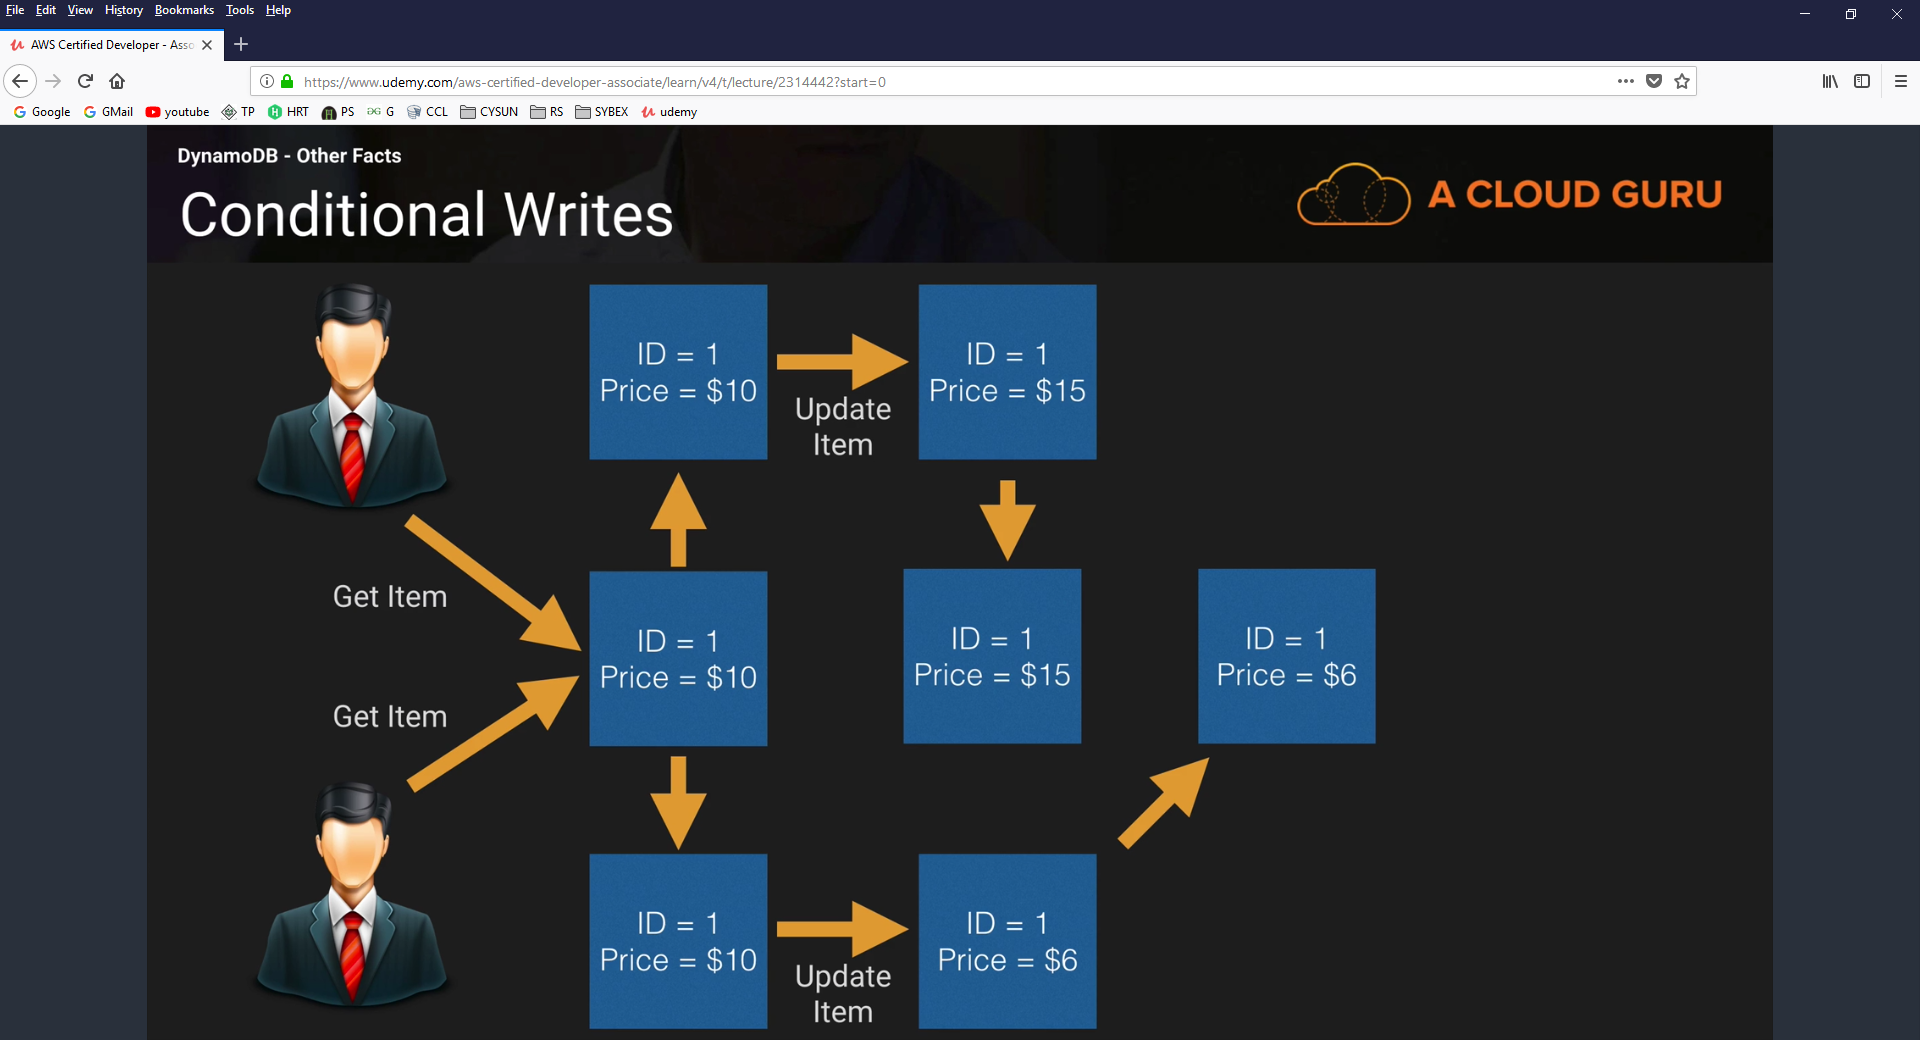 File Edit View History Bookmarks Tools Help
AWS Certified Developer - Asso
https://www.udemy.com/aws-certified-developer-associate/learn/v4/t/lecture/2314442?start=0
Google GMail youtube TP HRT PS G CCL CYSUN RS SYBEX udemy
DynamoDB - Other Facts
Conditional Writes
A CLOUD GURU
ID = 1
Price = $10
Update
Item
ID = 1
Price = $15
Get Item
Get Item
ID = 1
Price = $10
ID = 1
Price = $15
ID = 1
Price = $6
ID = 1
Price = $10
Update
Item
ID = 1
Price = $6